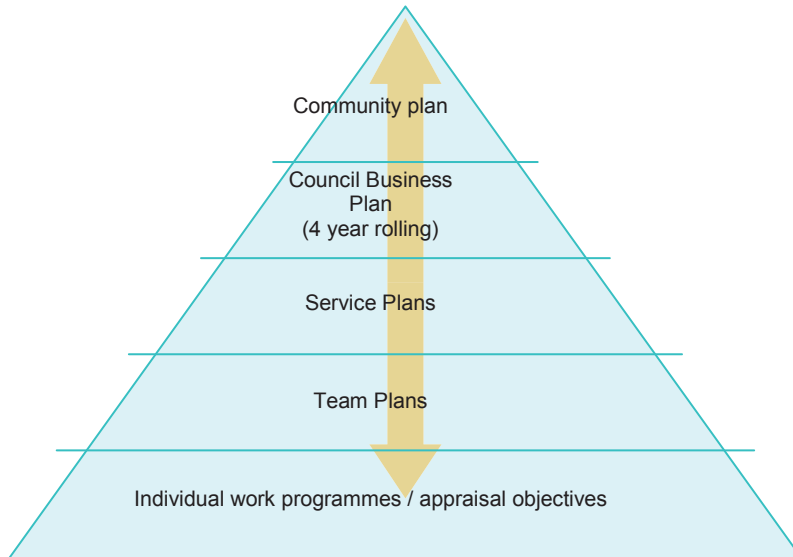 Community plan
Council Business
Plan
(4 year rolling)
Service Plans
Team Plans
Individual work programmes / appraisal objectives